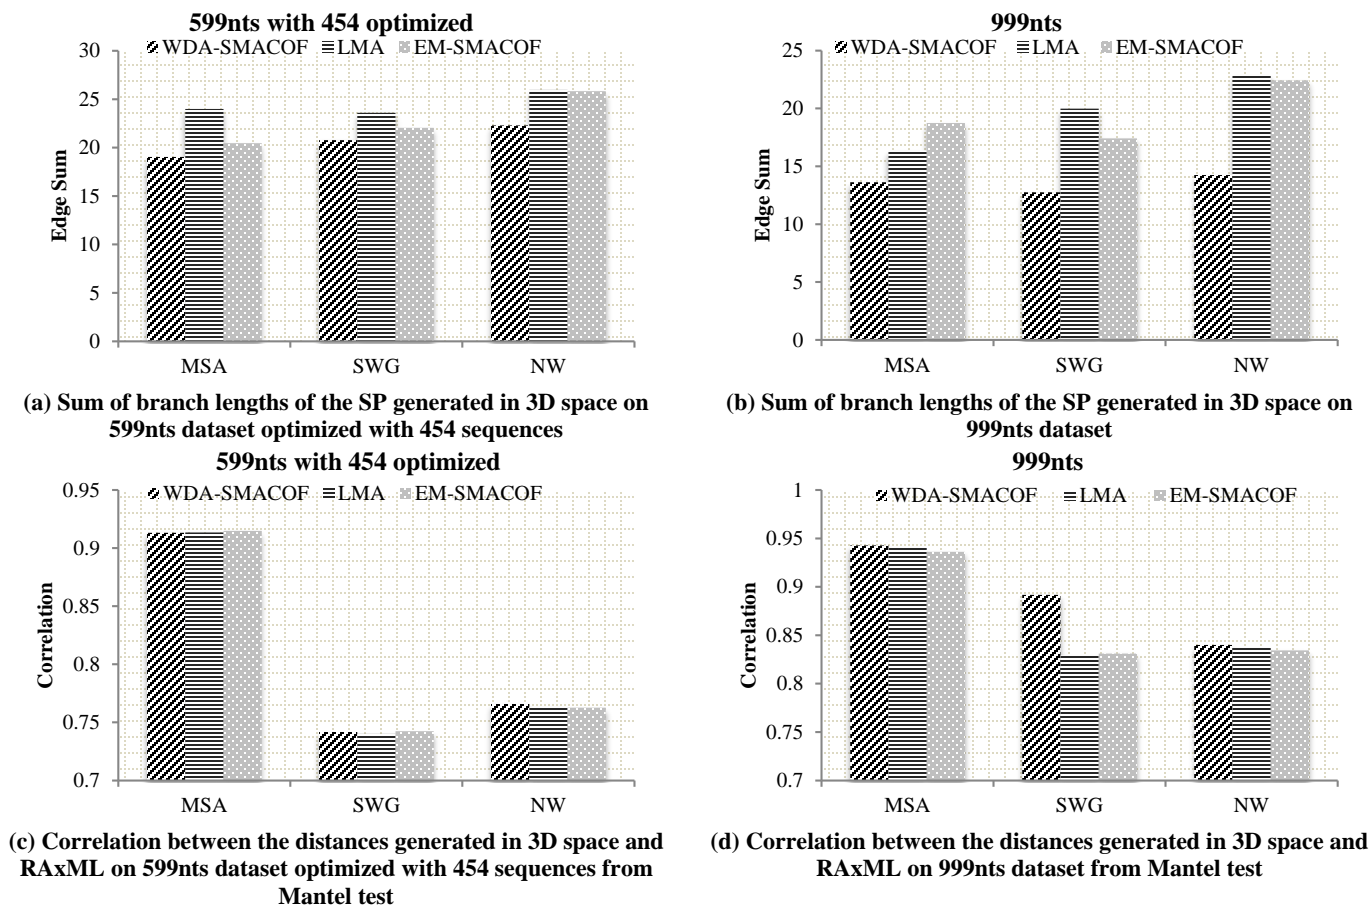 599nts with 454 optimized
WDA-SMACOF LMA EM-SMACOF
30
25
20
15
10
5
0
Edge Sum
MSA SWG NW
(a) Sum of branch lengths of the SP generated in 3D space on
599nts dataset optimized with 454 sequences
999nts
WDA-SMACOF LMA EM-SMACOF
25
20
15
10
5
0
Edge Sum
MSA SWG NW
(b) Sum of branch lengths of the SP generated in 3D space on
999nts dataset
599nts with 454 optimized
WDA-SMACOF LMA EM-SMACOF
0.95
0.9
0.85
0.8
0.75
0.7
Correlation
MSA SWG NW
(c) Correlation between the distances generated in 3D space and
RAxML on 599nts dataset optimized with 454 sequences from
Mantel test
999nts
WDA-SMACOF LMA EM-SMACOF
1
0.95
0.9
0.85
0.8
0.75
0.7
Correlation
MSA SWG NW
(d) Correlation between the distances generated in 3D space and
RAxML on 999nts dataset from Mantel test